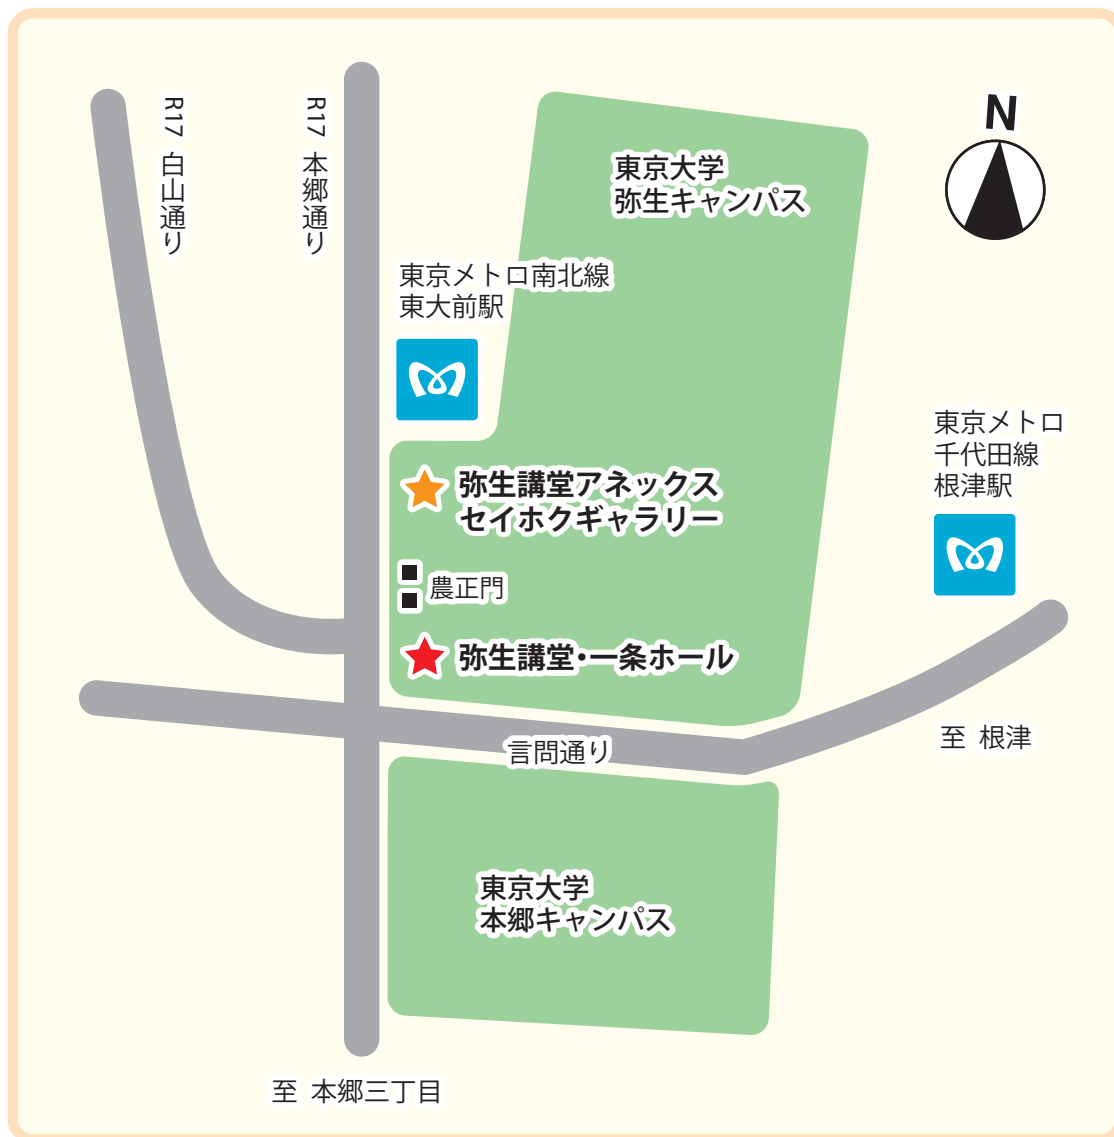 R17 白山通り
R17 本郷通り
東京大学
弥生キャンパス
N
東京メトロ南北線
東大前駅
弥生講堂アネックス
セイホクギャラリー
農正門
弥生講堂・一条ホール
東京メトロ
千代田線
根津駅
至 根津
言問通り
東京大学
本郷キャンパス
至 本郷三丁目